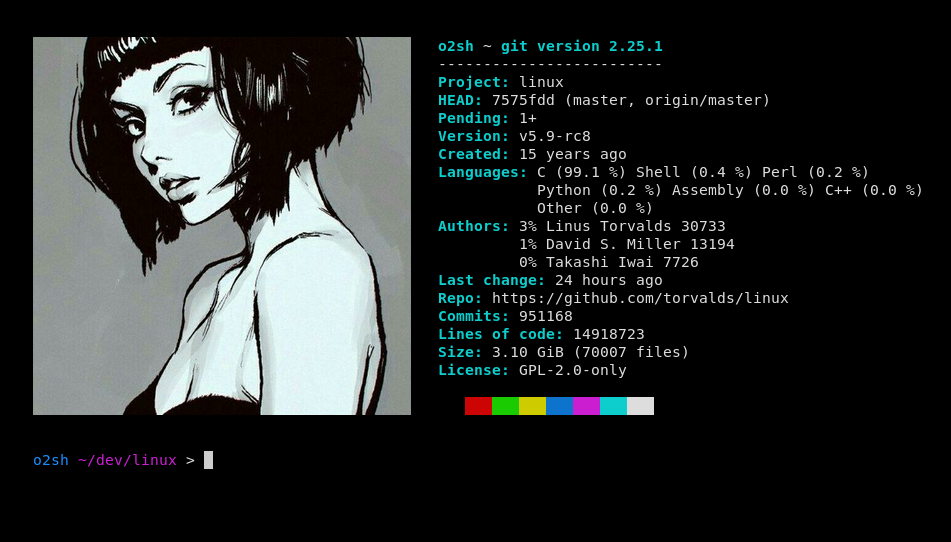 o2sh ~ git version 2.25.1
-------------------------
Project: linux
HEAD: 7575fdd (master, origin/master)
Pending: 1+
Version: v5.9-rc8
Created: 15 years ago
Languages: C (99.1 %) Shell (0.4 %) Perl (0.2 %)
Python (0.2 %) Assembly (0.0 %) C++ (0.0 %)
Other (0.0 %)
Authors: 3% Linus Torvalds 30733
1% David S. Miller 13194
0% Takashi Iwai 7726
Last change: 24 hours ago
Repo: https://github.com/torvalds/linux
Commits: 951168
Lines of code: 14918723
Size: 3.10 GiB (70007 files)
License: GPL-2.0-only
o2sh ~/dev/linux >